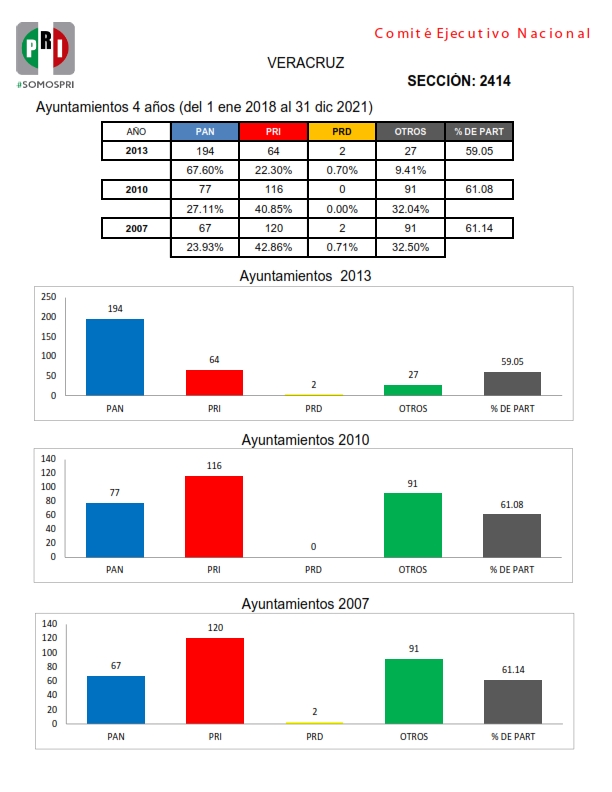 Comité Ejecutivo Nacional
PRI
#SOMOSPRI
VERACRUZ
SECCIÓN: 2414
Ayuntamientos 4 años (del 1 ene 2018 al 31 dic 2021)
AÑO PAN PRI PRD OTROS % DE PART
2013 194 64 2 27 59.05
67.60% 22.30% 0.70% 9.41%
2010 77 116 0 91 61.08
27.11% 40.85% 0.00% 32.04%
2007 67 120 2 91 61.14
23.93% 42.86% 0.71% 32.50%
Ayuntamientos 2013
250
200
150
100
50
0
194 64 2 27 59.05
PAN PRI PRD OTROS % DE PART
Ayuntamientos 2010
140
120
100
80
60
40
20
0
77 116 0 91 61.08
PAN PRI PRD OTROS % DE PART
Ayuntamientos 2007
140
120
100
80
60
40
20
0
67 120 2 91 61.14
PAN PRI PRD OTROS % DE PART